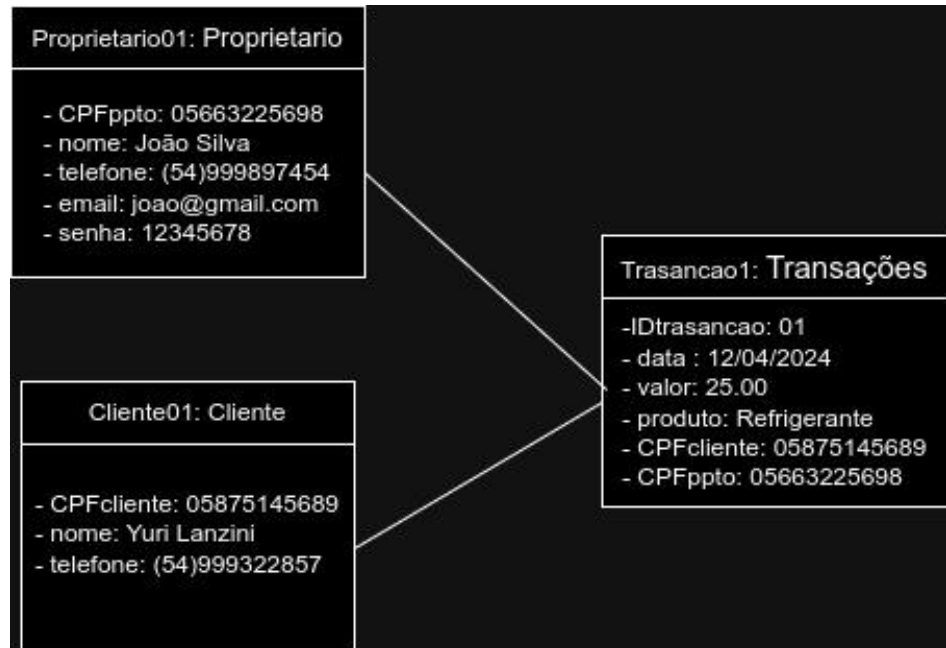 Proprietario01: Proprietario
- CPFppto: 05663225698
- nome: João Silva
- telefone: (54)999897454
- email: joao@gmail.com
- senha: 12345678
Trasancao1: Transações
-IDtrasancao: 01
- data : 12/04/2024
- valor: 25.00
- produto: Refrigerante
- CPFcliente: 05875145689
- CPFppto: 05663225698
Cliente01: Cliente
- CPFcliente: 05875145689
- nome: Yuri Lanzini
- telefone: (54)999322857